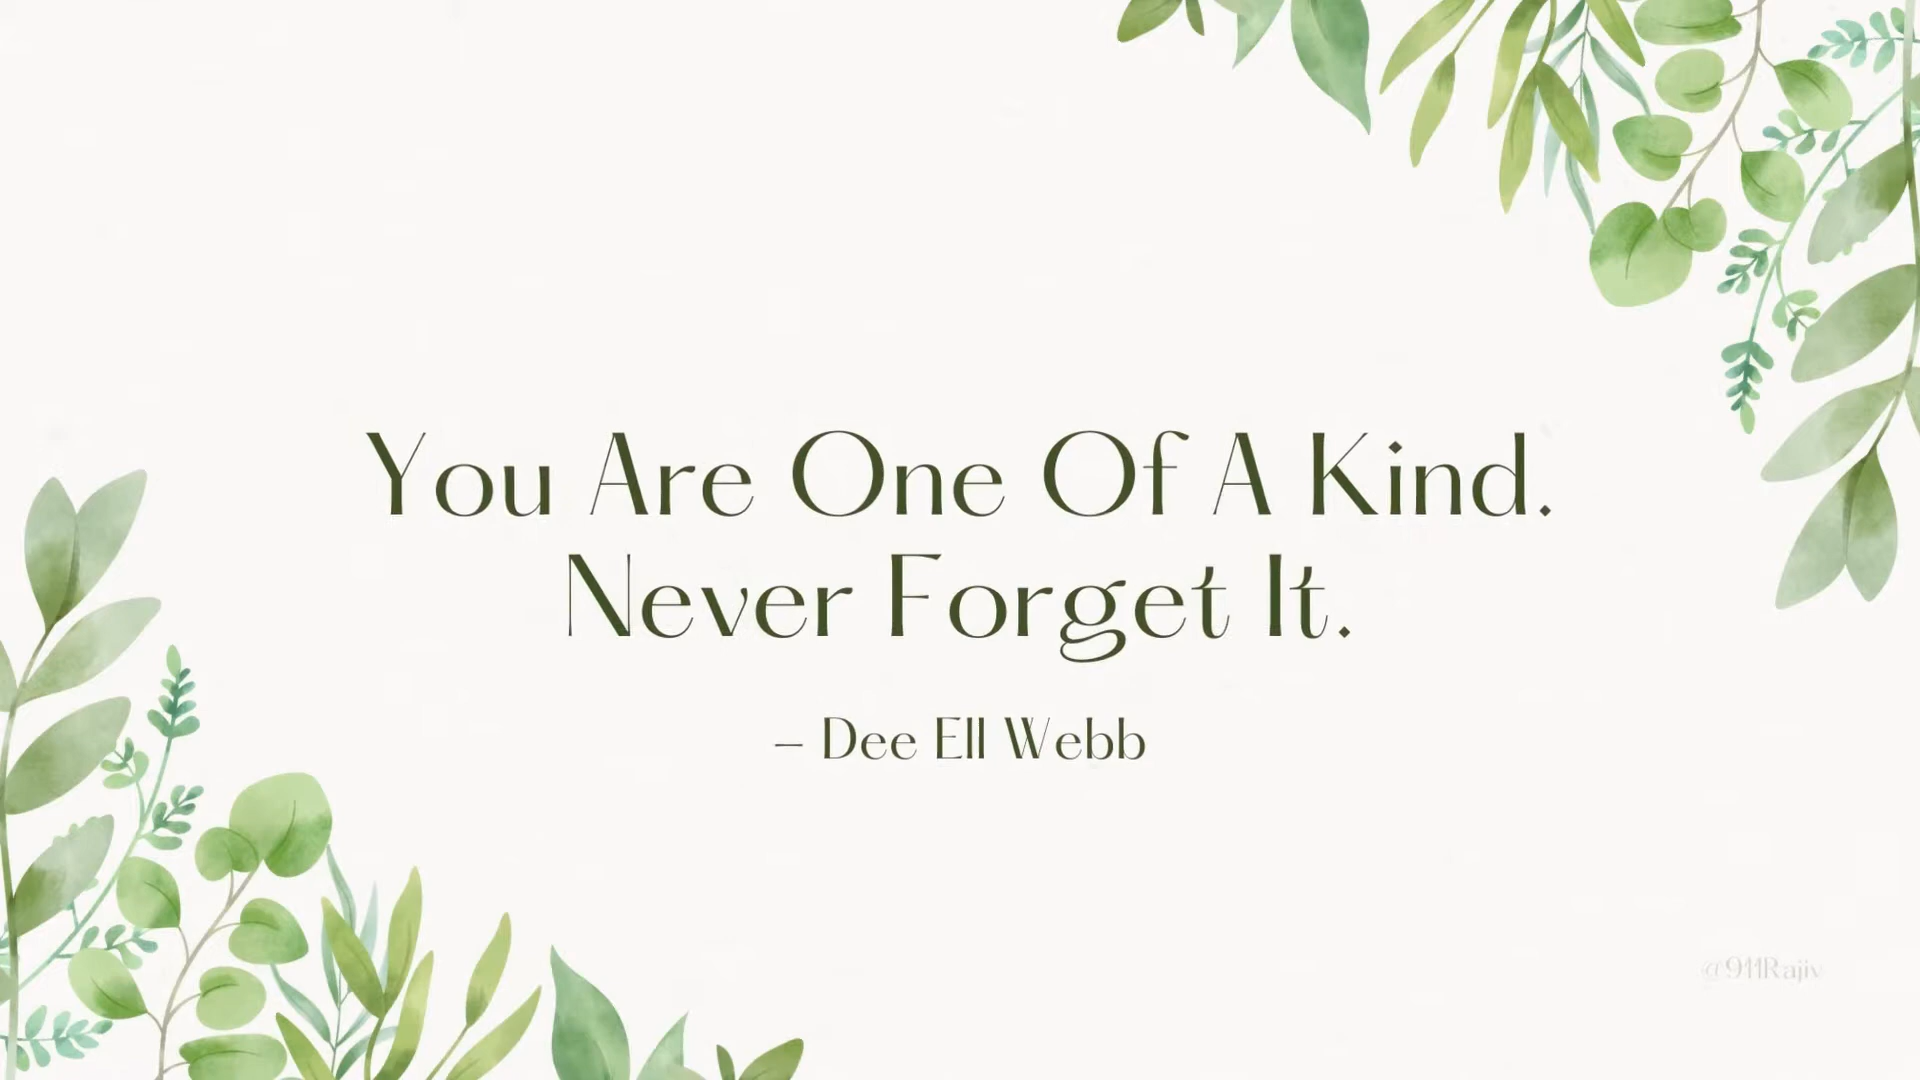 You Are One Of A Kind.
Never Forget It.
– Dee Ell Webb
@911Rajiv